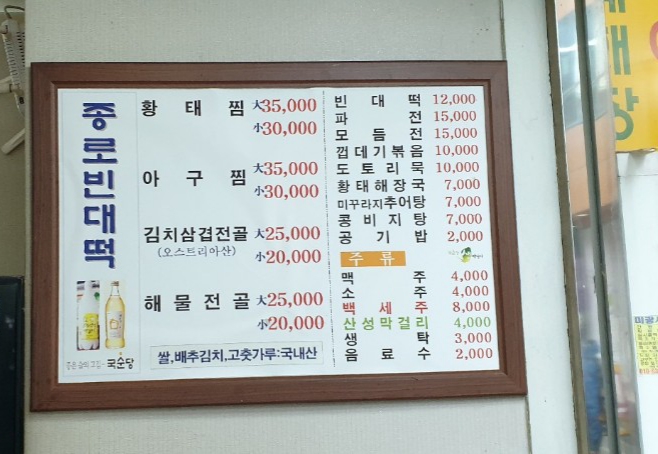 종로빈대떡
황태찜 大35,000
小30,000
아구찜 大35,000
小30,000
김치삼겹전골 大25,000
(오스트리아산) 小20,000
해물전골 大25,000
小20,000
쌀,배추김치,고춧가루:국내산
국순당
빈대떡 12,000
파전 15,000
모듬전 15,000
껍데기볶음 10,000
도토리묵 10,000
황태해장국 7,000
미꾸라지추어탕 7,000
콩비지탕 7,000
공기밥 2,000
주류
맥주 4,000
소주 4,000
백세주 8,000
산성막걸리 4,000
생탁 3,000
음료수 2,000